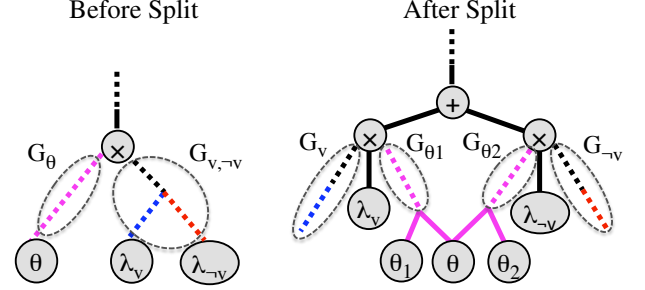 Before Split After Split
+
× × ×
G_θ G_v,¬v G_v G_θ1 G_θ2 G_¬v
λ_v λ_¬v
θ λ_v λ_¬v θ_1 θ θ_2